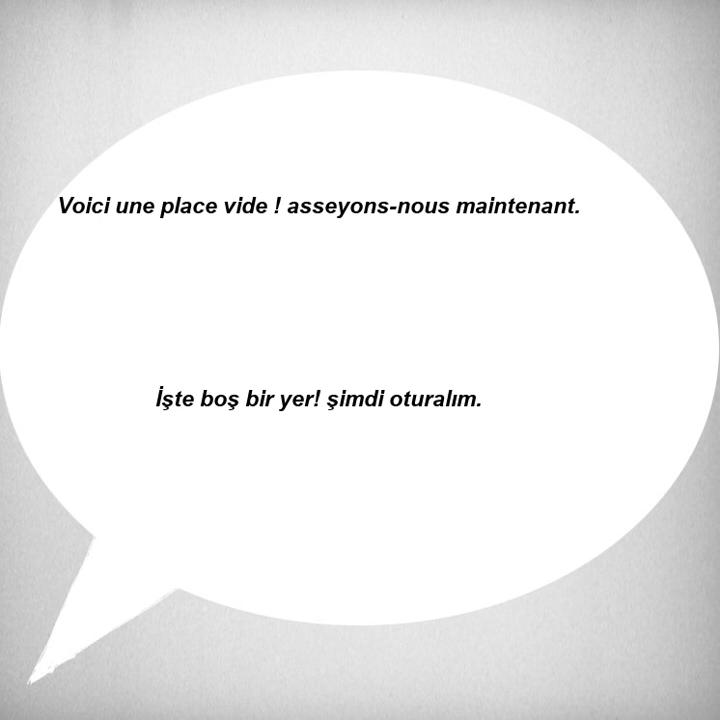 Voici une place vide ! asseyons-nous maintenant.
İşte boş bir yer! şimdi oturalım.